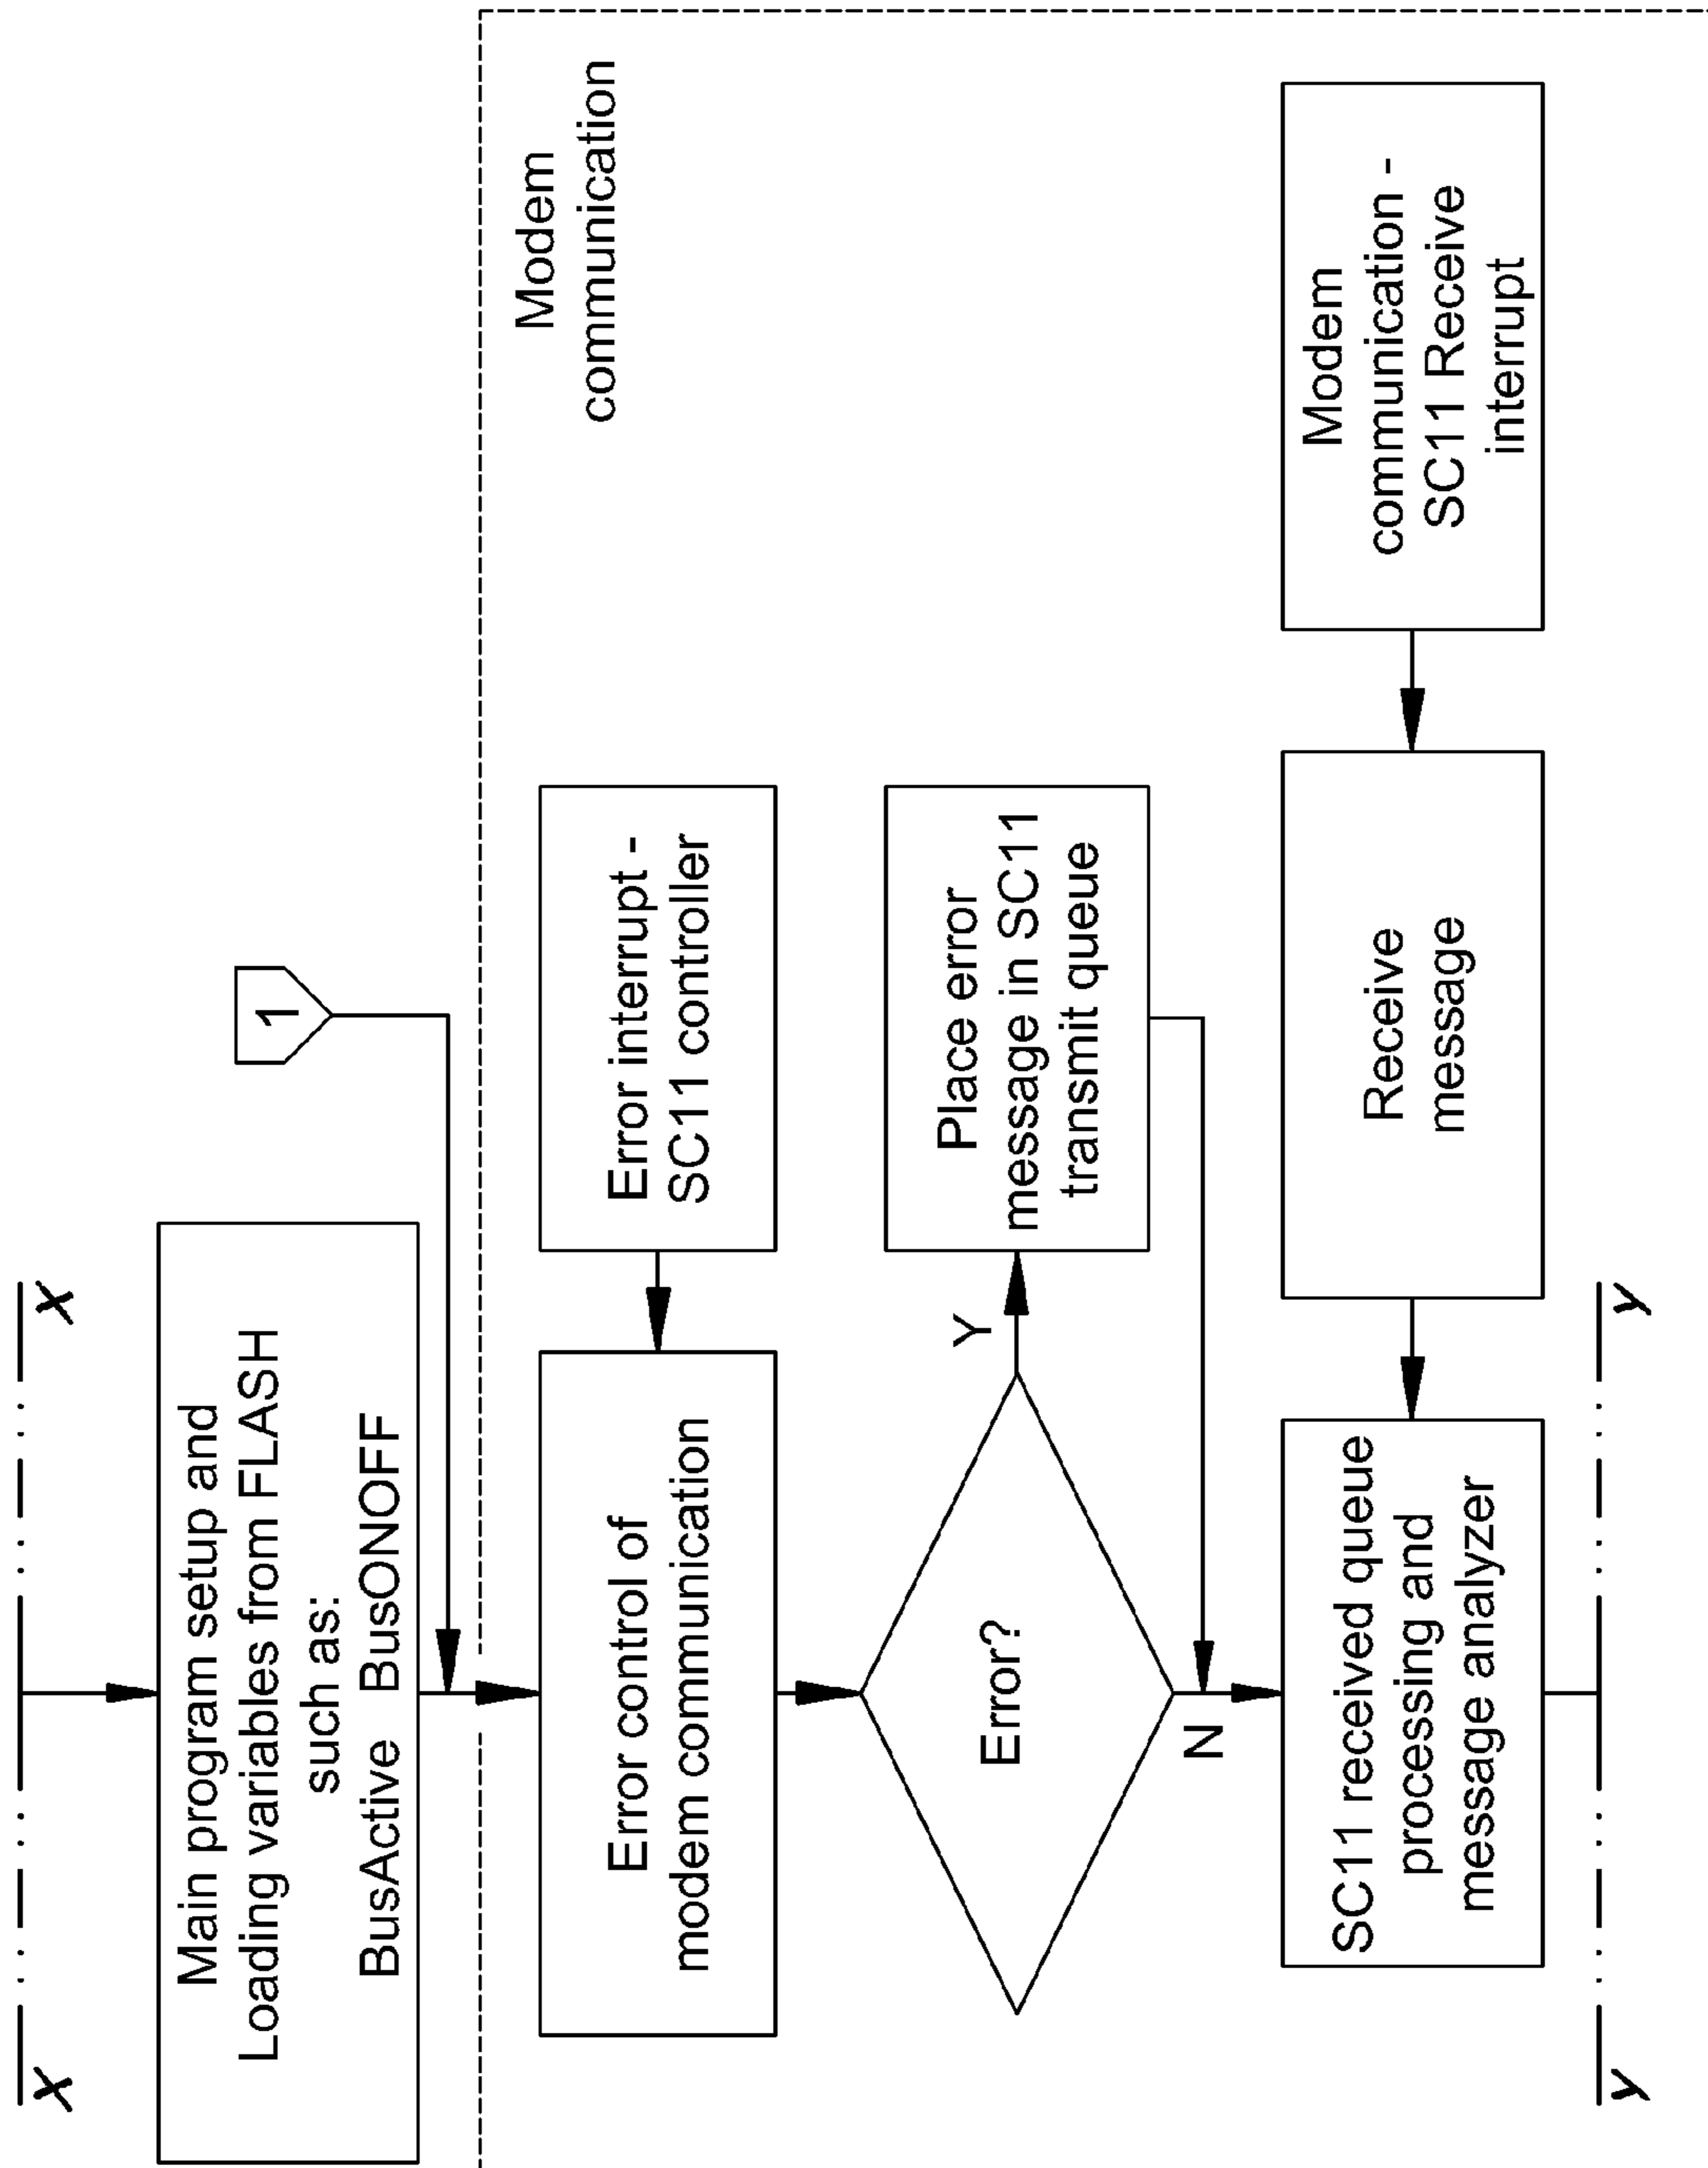 x
x
Main program setup and
Loading variables from FLASH
such as:
BusActive BusONOFF
1
Modem
communication
Error control of
modem communication
Error interrupt -
SC11 controller
Error?
Y
N
Place error
message in SC11
transmit queue
SC11 received queue
processing and
message analyzer
Receive
message
Modem
communication -
SC11 Receive
interrupt
y
y